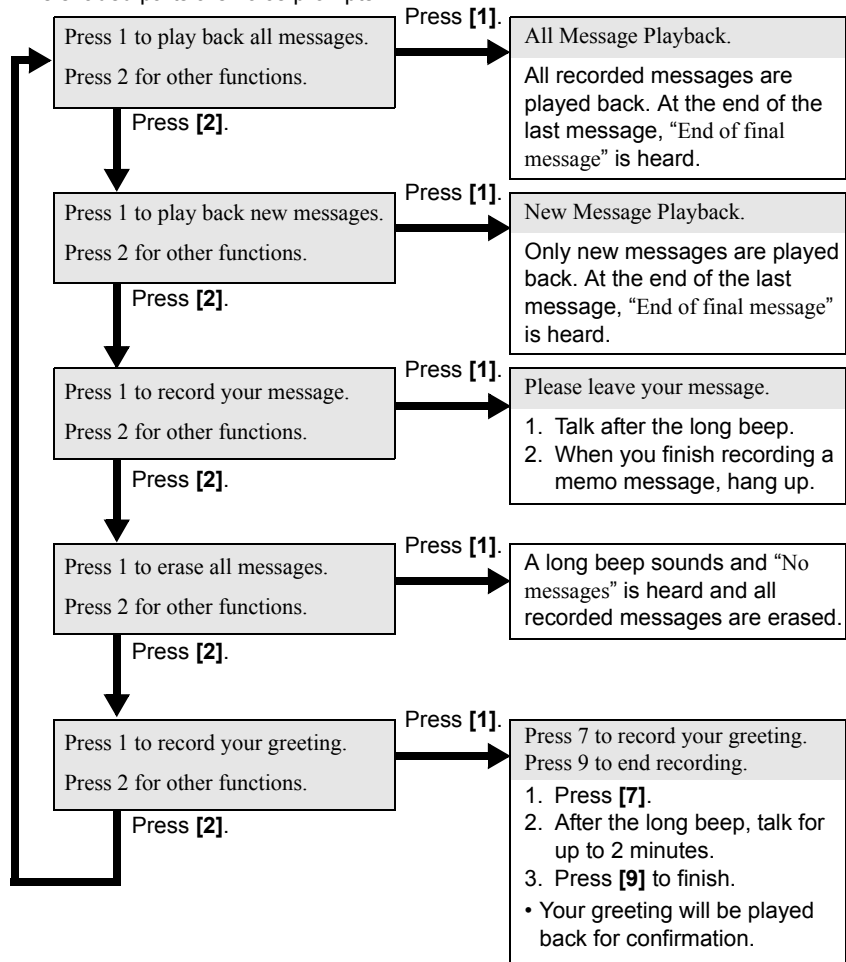 Press [1].
Press 1 to play back all messages.
Press 2 for other functions.
All Message Playback.
All recorded messages are
played back. At the end of the
last message, “End of final
message” is heard.
Press [2].
Press [1].
Press 1 to play back new messages.
Press 2 for other functions.
New Message Playback.
Only new messages are played
back. At the end of the last
message, “End of final message”
is heard.
Press [2].
Press [1].
Press 1 to record your message.
Press 2 for other functions.
Please leave your message.
1. Talk after the long beep.
2. When you finish recording a
memo message, hang up.
Press [2].
Press [1].
Press 1 to erase all messages.
Press 2 for other functions.
A long beep sounds and “No
messages” is heard and all
recorded messages are erased.
Press [2].
Press [1].
Press 1 to record your greeting.
Press 2 for other functions.
Press 7 to record your greeting.
Press 9 to end recording.
1. Press [7].
2. After the long beep, talk for
up to 2 minutes.
3. Press [9] to finish.
• Your greeting will be played
back for confirmation.
Press [2].